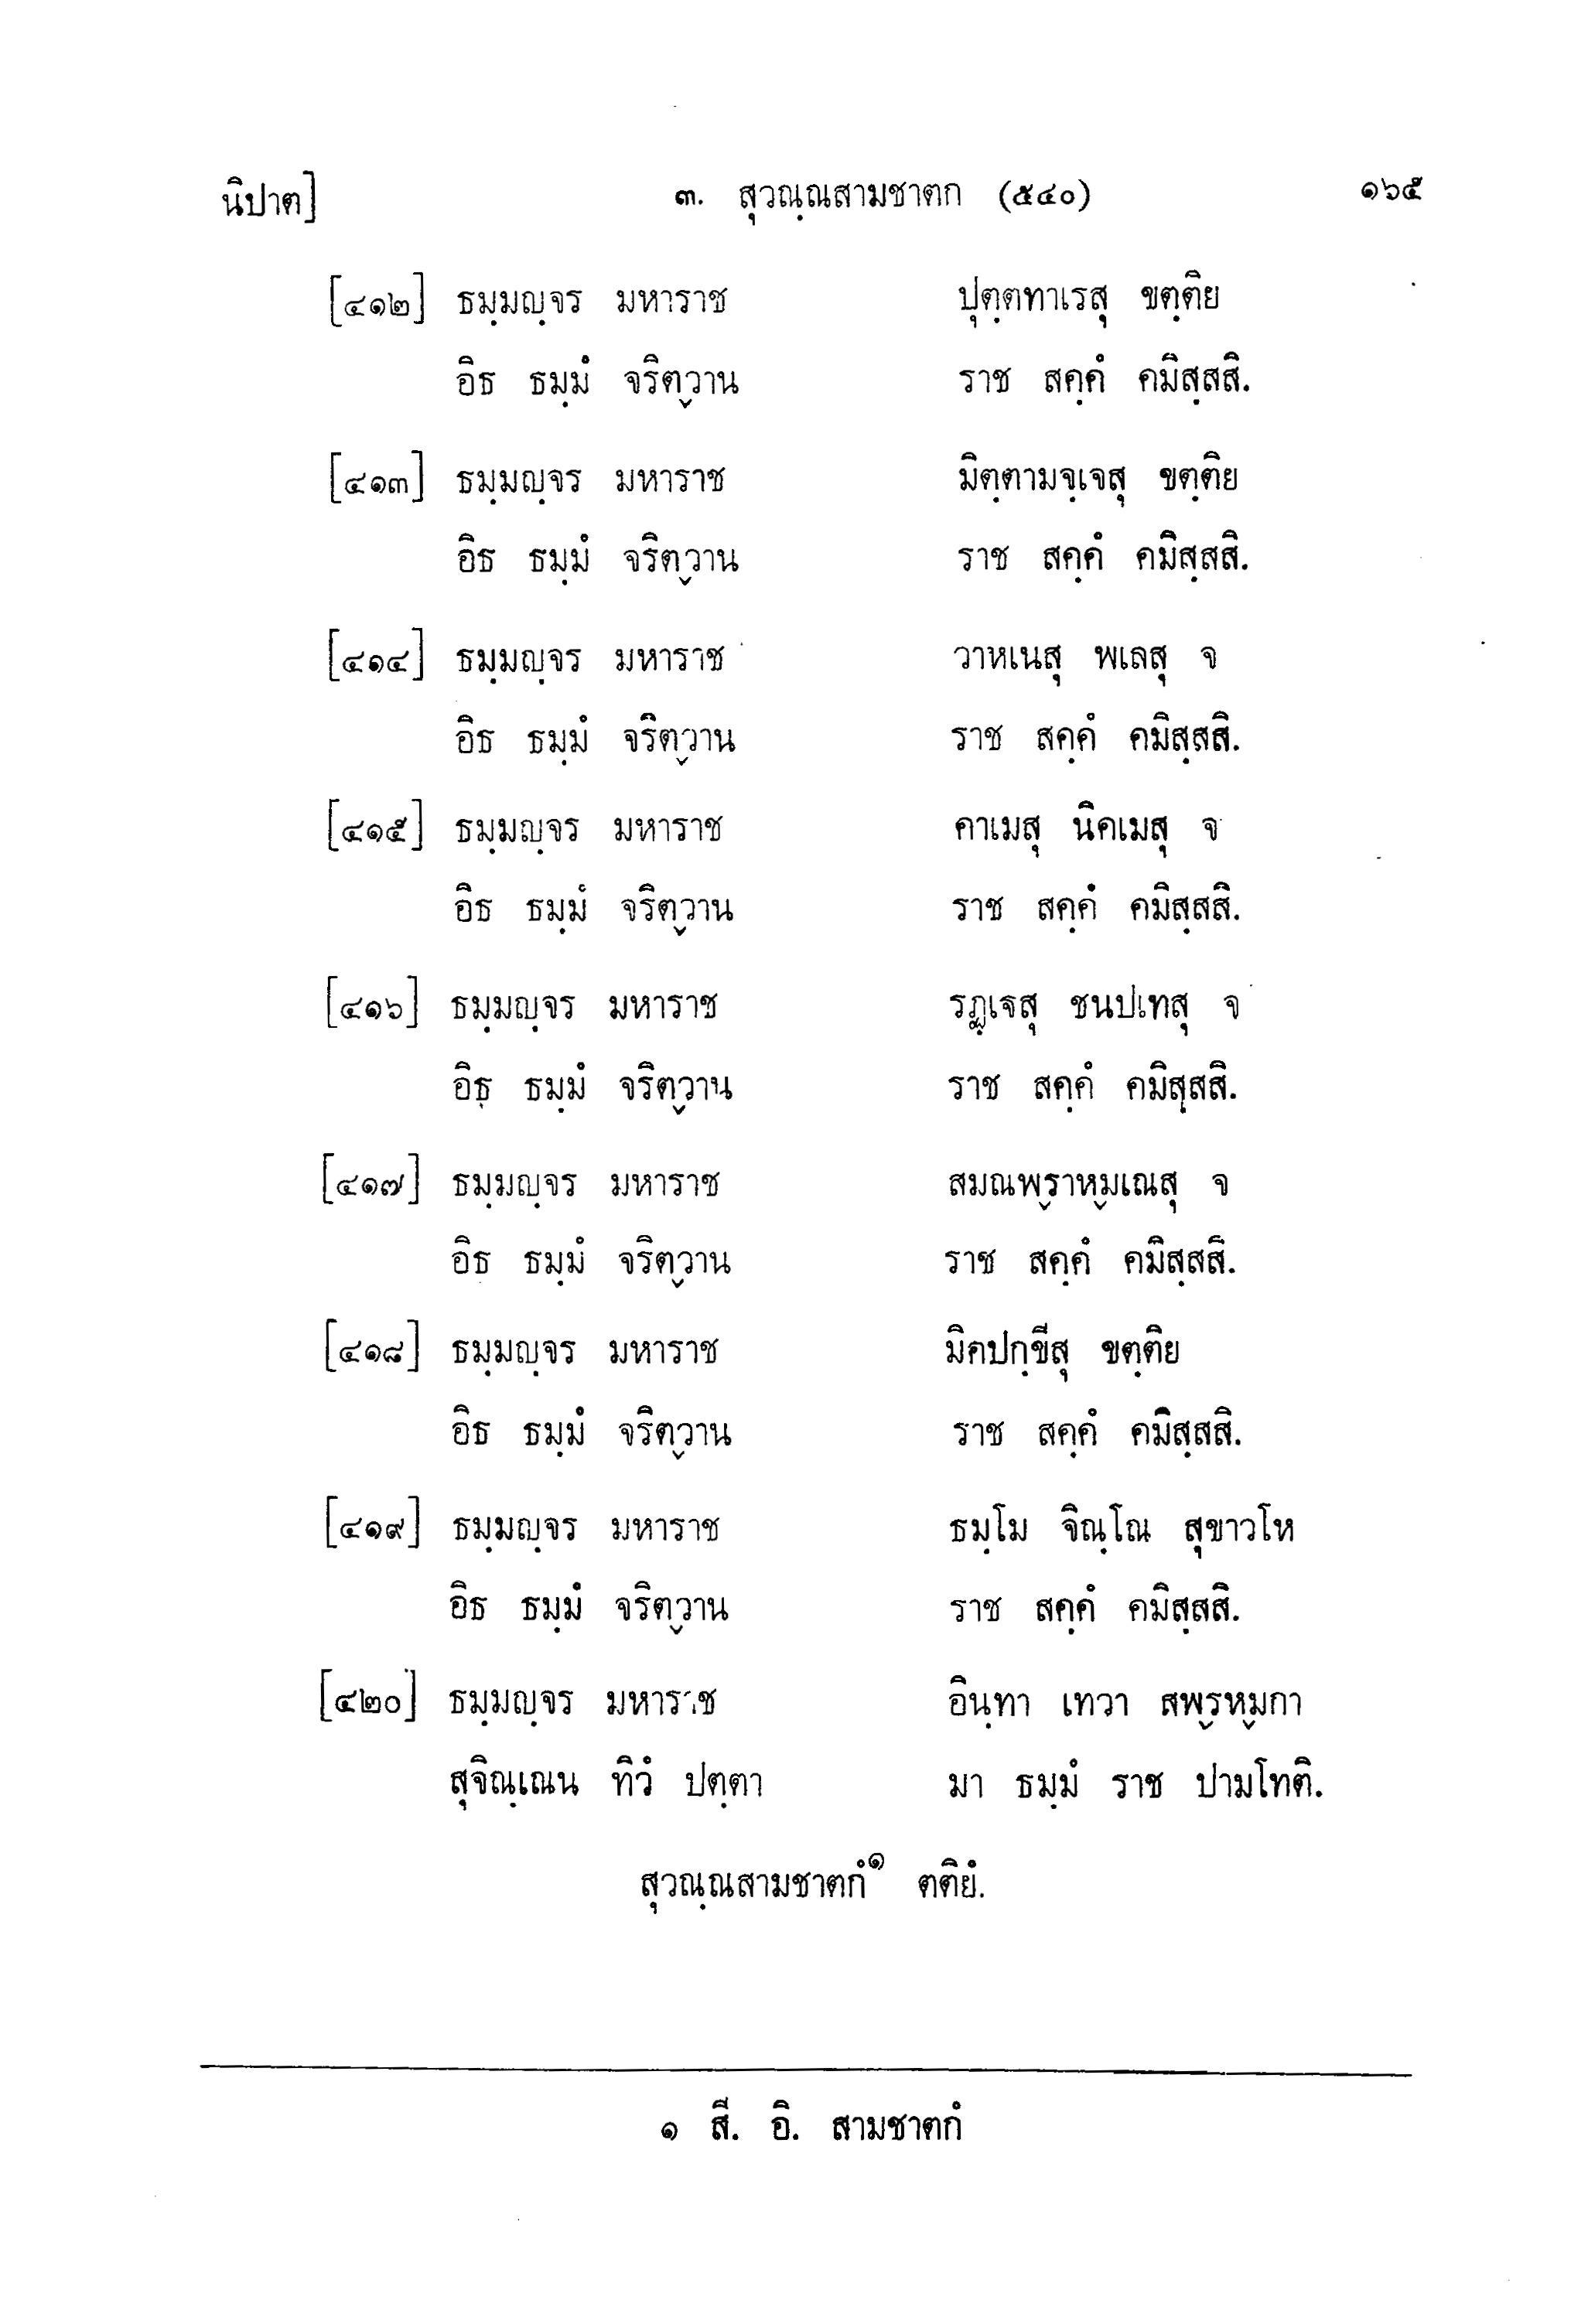 นิปาต] ๓. สุวณฺณสามชาตก (๕๔๐) ๑๖๕
[๔๑๒] ธมฺมญฺจร มหาราช ปุตฺตทาเรสุ ขตฺติย
อิธ ธมฺมํ จริตฺวาน ราช สคฺคํ คมิสฺสสิ.
[๔๑๓] ธมฺมญฺจร มหาราช มิตฺตามจฺเจสุ ขตฺติย
อิธ ธมฺมํ จริตฺวาน ราช สคฺคํ คมิสฺสสิ.
[๔๑๔] ธมฺมญฺจร มหาราช วาหเนสุ พเลสุ จ
อิธ ธมฺมํ จริตฺวาน ราช สคฺคํ คมิสฺสสิ.
[๔๑๕] ธมฺมญฺจร มหาราช คาเมสุ นิคเมสุ จ
อิธ ธมฺมํ จริตฺวาน ราช สคฺคํ คมิสฺสสิ.
[๔๑๖] ธมฺมญฺจร มหาราช รฏฺเฐสุ ชนปเทสุ จ
อิธ ธมฺมํ จริตฺวาน ราช สคฺคํ คมิสฺสสิ.
[๔๑๗] ธมฺมญฺจร มหาราช สมณพฺราหฺมเณสุ จ
อิธ ธมฺมํ จริตฺวาน ราช สคฺคํ คมิสฺสสิ.
[๔๑๘] ธมฺมญฺจร มหาราช มิคปกฺขีสุ ขตฺติย
อิธ ธมฺมํ จริตฺวาน ราช สคฺคํ คมิสฺสสิ.
[๔๑๙] ธมฺมญฺจร มหาราช ธมฺโม จิณฺโณ สุขาวโห
อิธ ธมฺมํ จริตฺวาน ราช สคฺคํ คมิสฺสสิ.
[๔๒๐] ธมฺมญฺจร มหาราช อินฺทา เทวา สพฺรหฺมกา
สุจิณฺเณน ทิวํ ปตฺตา มา ธมฺมํ ราช ปามโทติ.
สุวณฺณสามชาตกํ๑ ตติยํ.
๑ สี. อิ. สามชาตกํ